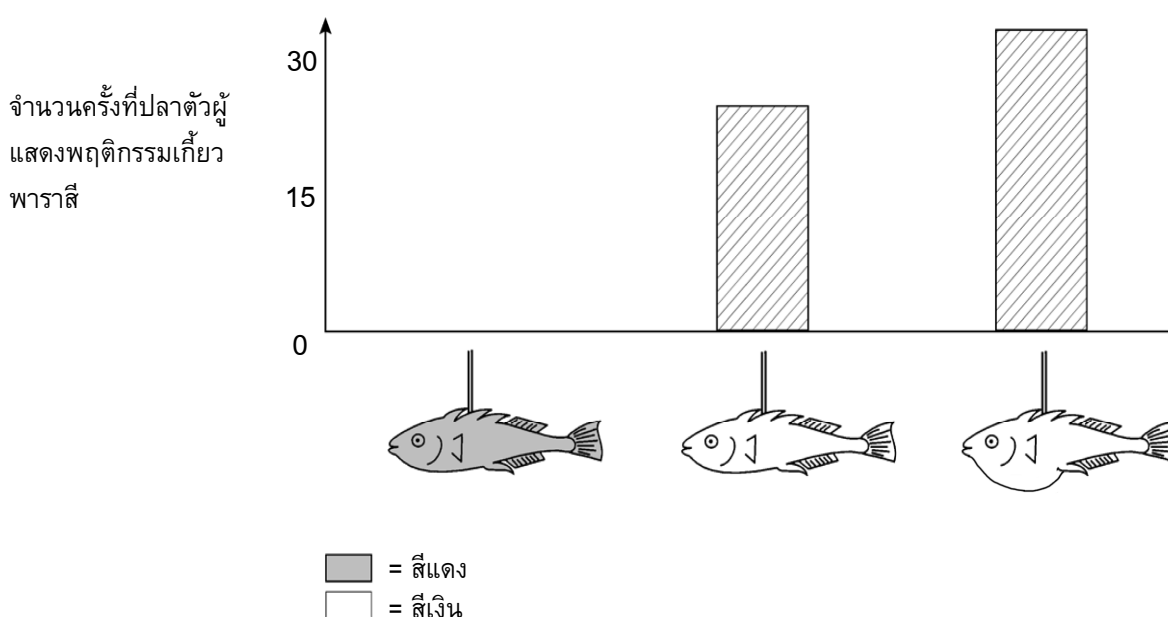 30
จำนวนครั้งที่ปลาตัวผู้
แสดงพฤติกรรมเกี้ยว
พาราสี
15
0
= สีแดง
= สีเงิน